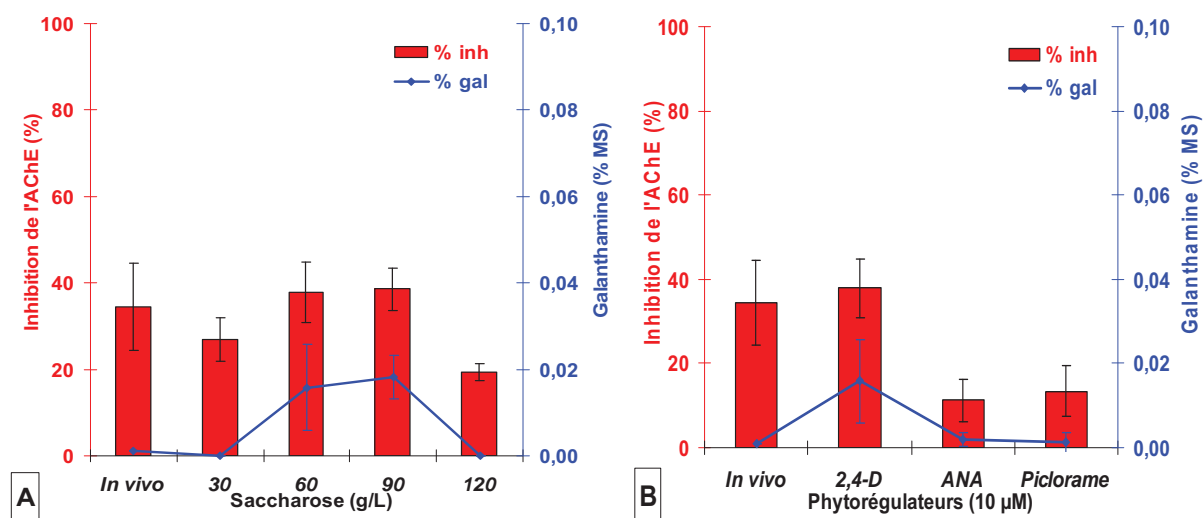 100
80
60
40
20
0
Inhibition de l'AChE (%)
% inh
% gal
0,10
0,08
0,06
0,04
0,02
0,00
Galanthamine (% MS)
In vivo 30 60 90 120
Saccharose (g/L)
A
100
80
60
40
20
0
Inhibition de l'AChE (%)
% inh
% gal
0,10
0,08
0,06
0,04
0,02
0,00
Galanthamine (% MS)
In vivo 2,4-D ANA Piclorame
Phytorégulateurs (10 µM)
B